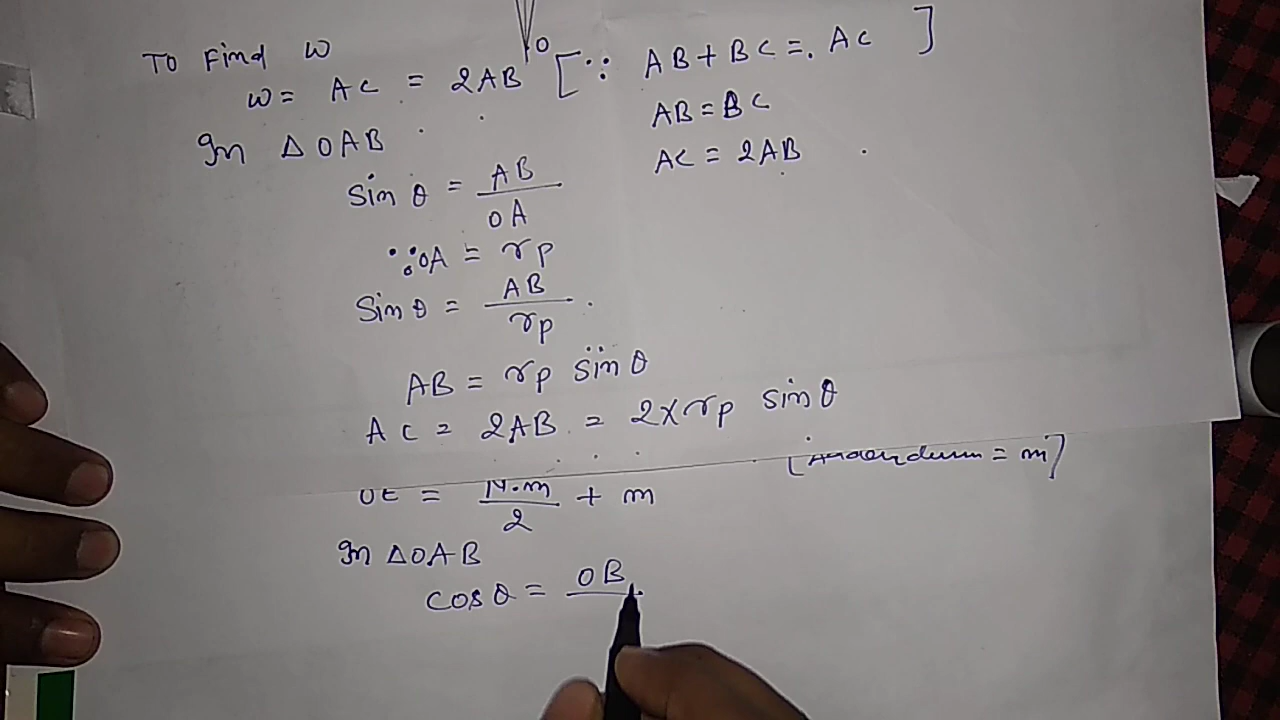 O
To Find w
w = AC = 2AB [∵ AB + BC = AC ]
AB = BC
AC = 2AB
In ΔOAB
Sin θ = AB / OA
∵ OA = rp
Sin θ = AB / rp
AB = rp sin θ
AC = 2AB = 2 x rp sin θ
[Addendum = m]
OE = N.m / 2 + m
In ΔOAB
cos θ = OB